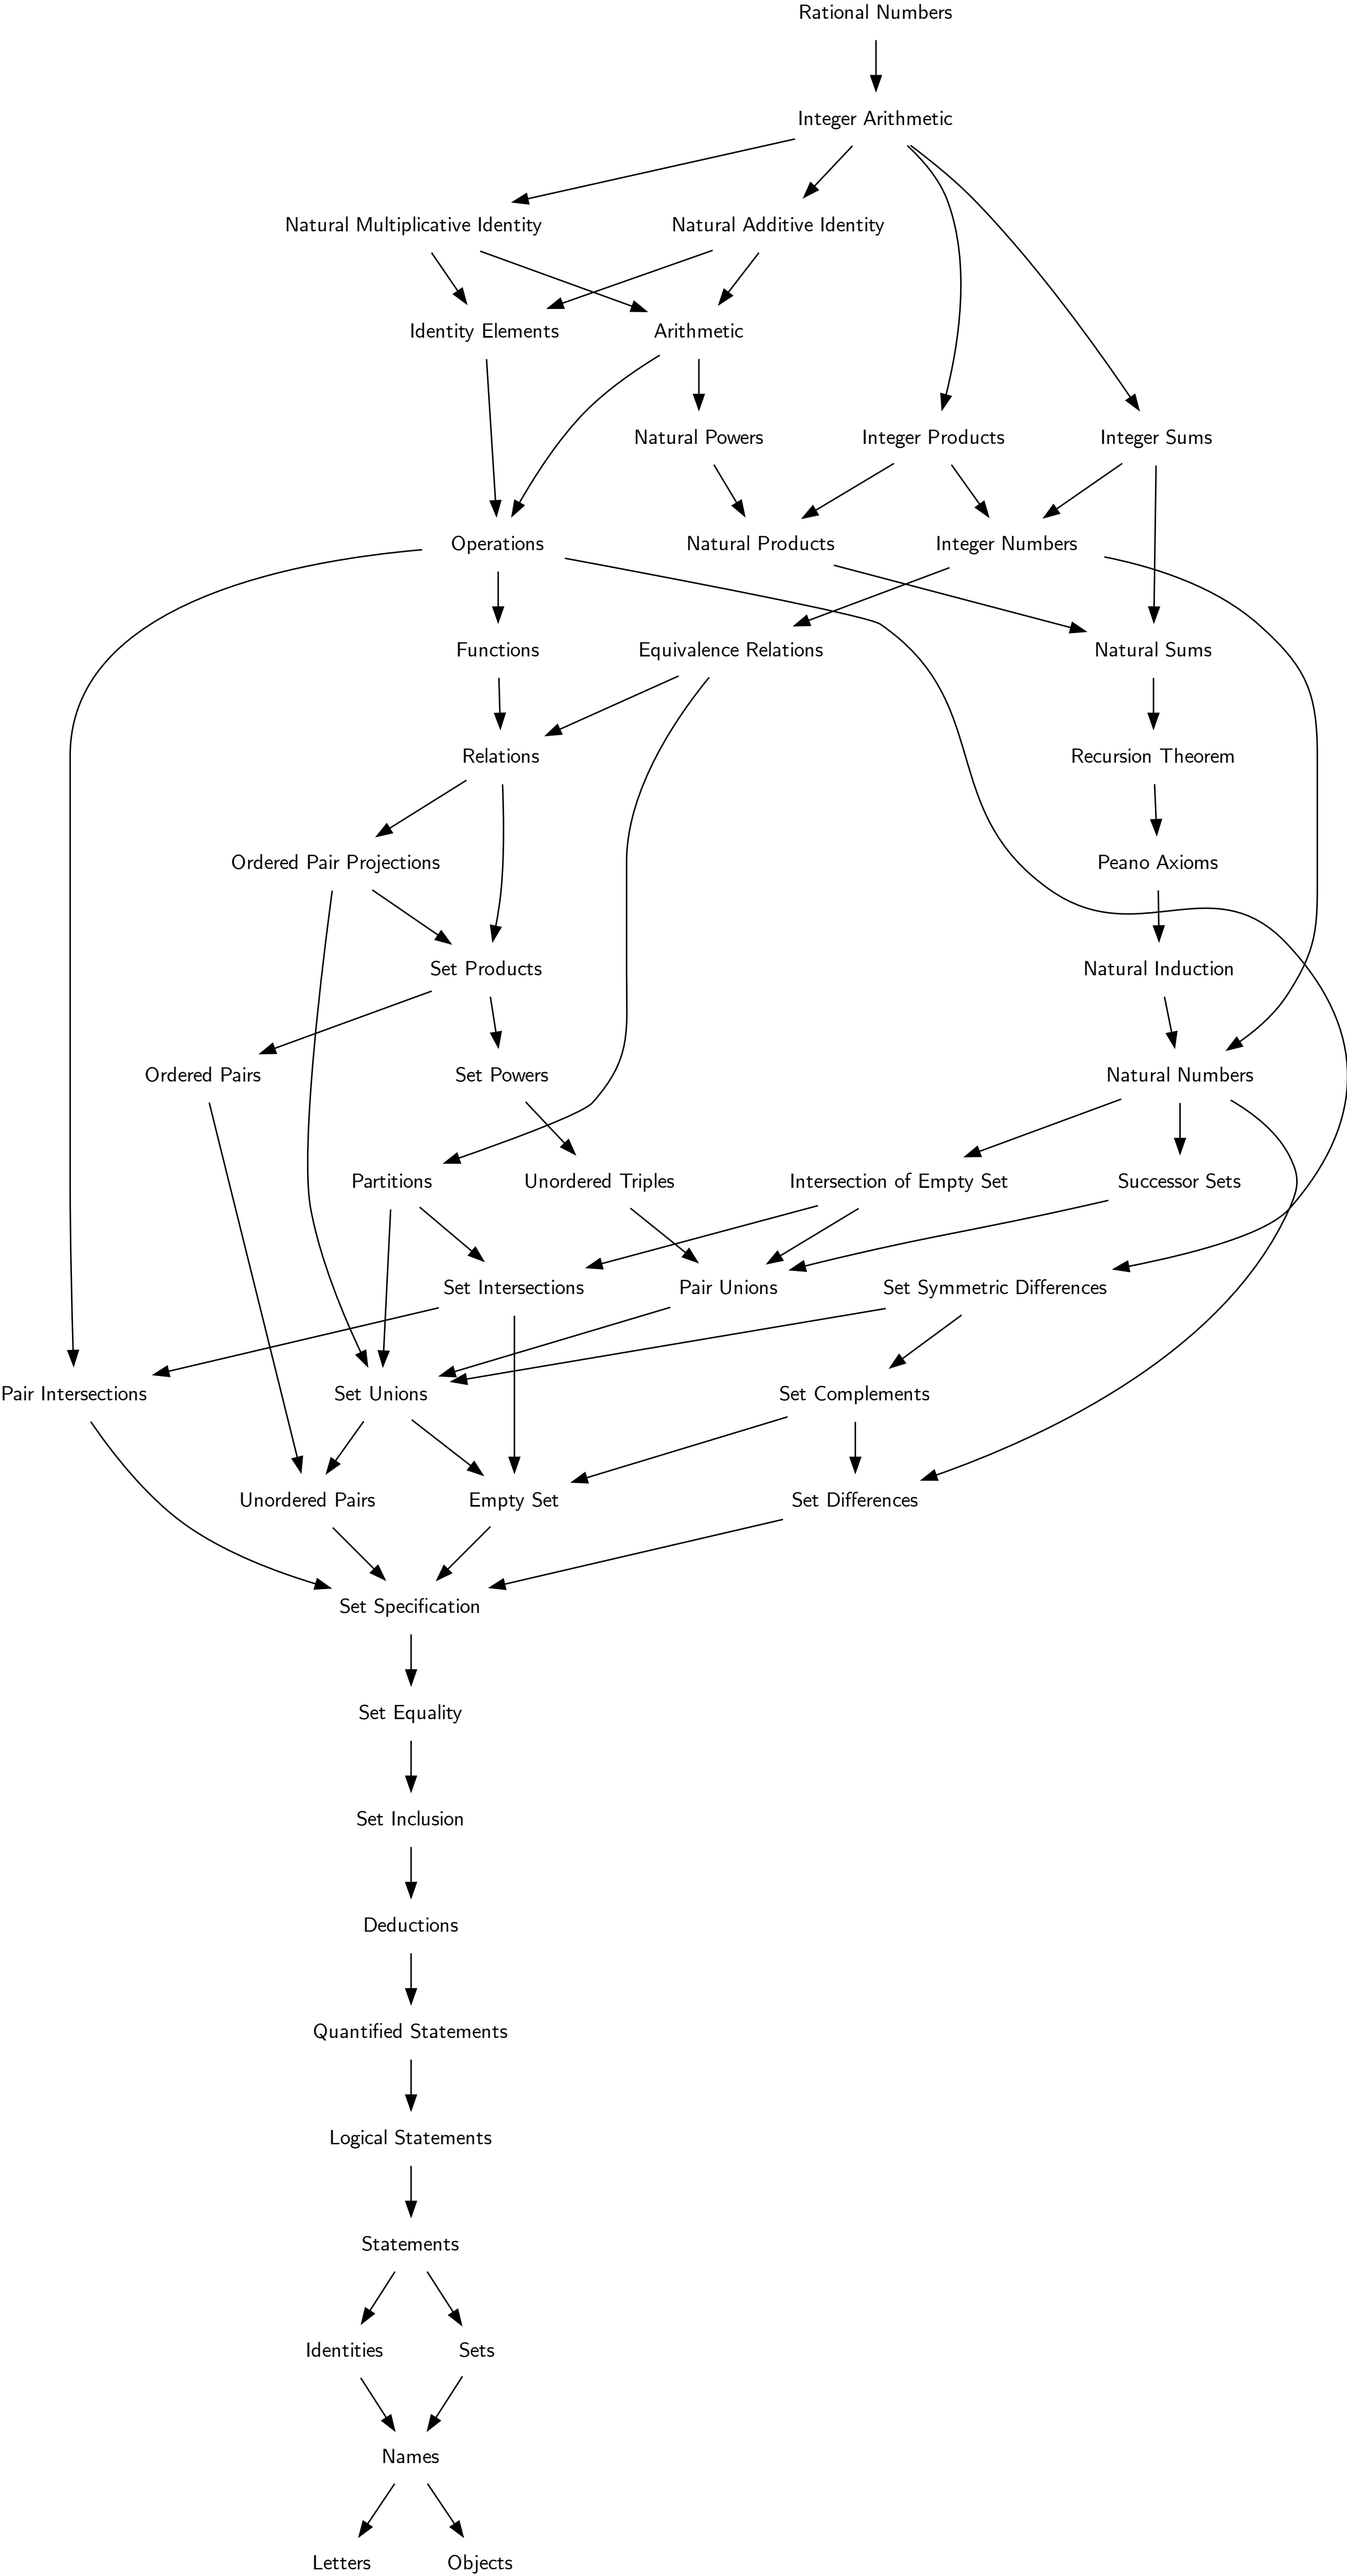 Rational Numbers
Integer Arithmetic
Natural Multiplicative Identity
Natural Additive Identity
Identity Elements
Arithmetic
Natural Powers
Integer Products
Integer Sums
Operations
Natural Products
Integer Numbers
Functions
Equivalence Relations
Natural Sums
Relations
Recursion Theorem
Ordered Pair Projections
Peano Axioms
Set Products
Natural Induction
Ordered Pairs
Set Powers
Natural Numbers
Partitions
Unordered Triples
Intersection of Empty Set
Successor Sets
Set Intersections
Pair Unions
Set Symmetric Differences
Pair Intersections
Set Unions
Set Complements
Unordered Pairs
Empty Set
Set Differences
Set Specification
Set Equality
Set Inclusion
Deductions
Quantified Statements
Logical Statements
Statements
Identities
Sets
Names
Letters
Objects